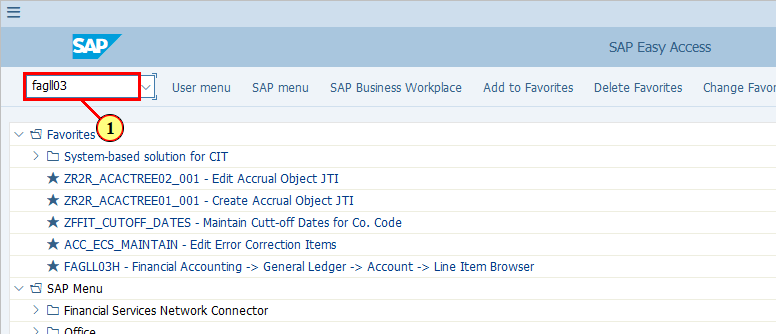 SAP
SAP Easy Access
fagll03 User menu SAP menu SAP Business Workplace Add to Favorites Delete Favorites Change Favor
1
Favorites
System-based solution for CIT
ZR2R_ACACTREE02_001 - Edit Accrual Object JTI
ZR2R_ACACTREE01_001 - Create Accrual Object JTI
ZFFIT_CUTOFF_DATES - Maintain Cutt-off Dates for Co. Code
ACC_ECS_MAINTAIN - Edit Error Correction Items
FAGLL03H - Financial Accounting -> General Ledger -> Account -> Line Item Browser
SAP Menu
Financial Services Network Connector
Office